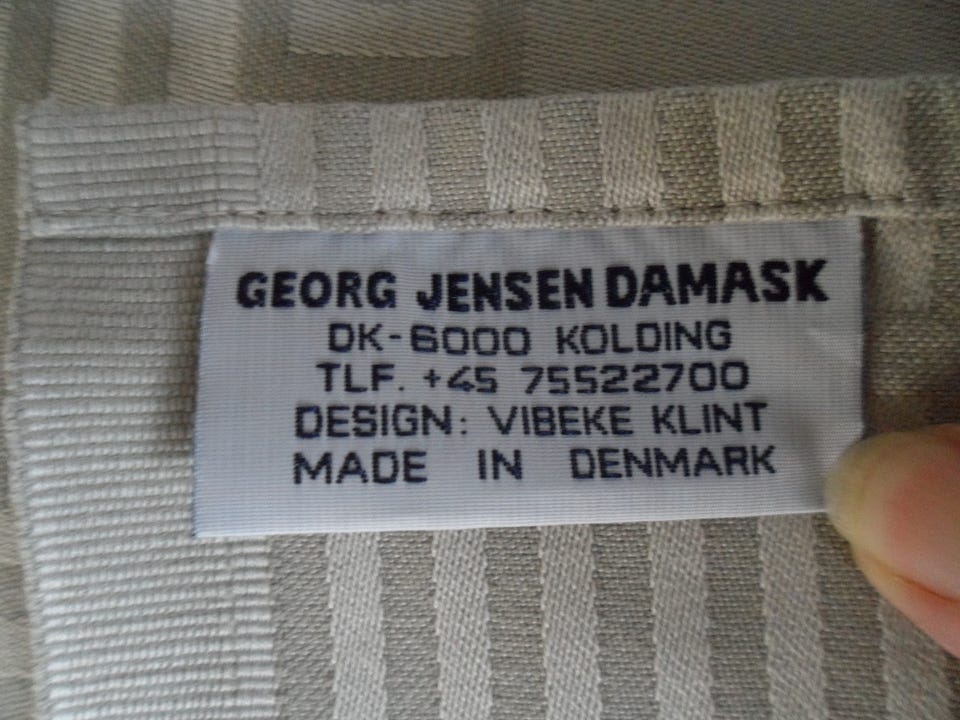 GEORG JENSEN DAMASK
DK-6000 KOLDING
TLF. +45 75522700
DESIGN: VIBEKE KLINT
MADE IN DENMARK